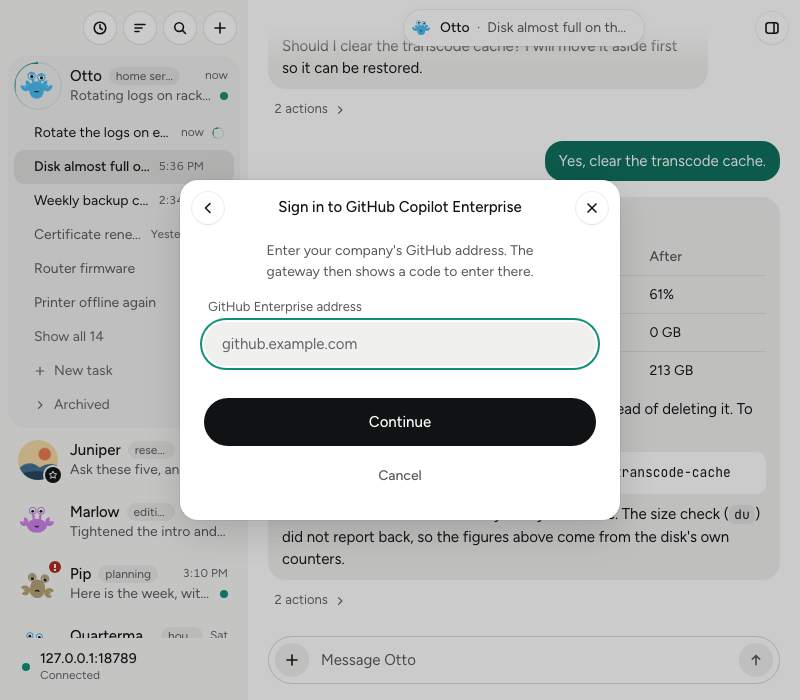 Otto · Disk almost full on th...
Otto home ser... now
Rotating logs on rack...
Rotate the logs on e... now
Disk almost full o... 5:36 PM
Weekly backup c... 2:34
Certificate rene... Yeste
Router firmware
Printer offline again
Show all 14
New task
Archived
Juniper rese...
Ask these five, an
Marlow editi...
Tightened the intro and...
Pip planning 3:10 PM
Here is the week, wit...
Quarterma hou... Sat
127.0.0.1:18789
Connected
Should I clear the transcode cache? I will move it aside first
so it can be restored.
2 actions
Yes, clear the transcode cache.
After
61%
0 GB
213 GB
ead of deleting it. To
transcode-cache
. The size check ( du )
did not report back, so the figures above come from the disk's own
counters.
2 actions
Message Otto
Sign in to GitHub Copilot Enterprise
Enter your company's GitHub address. The
gateway then shows a code to enter there.
GitHub Enterprise address
github.example.com
Continue
Cancel